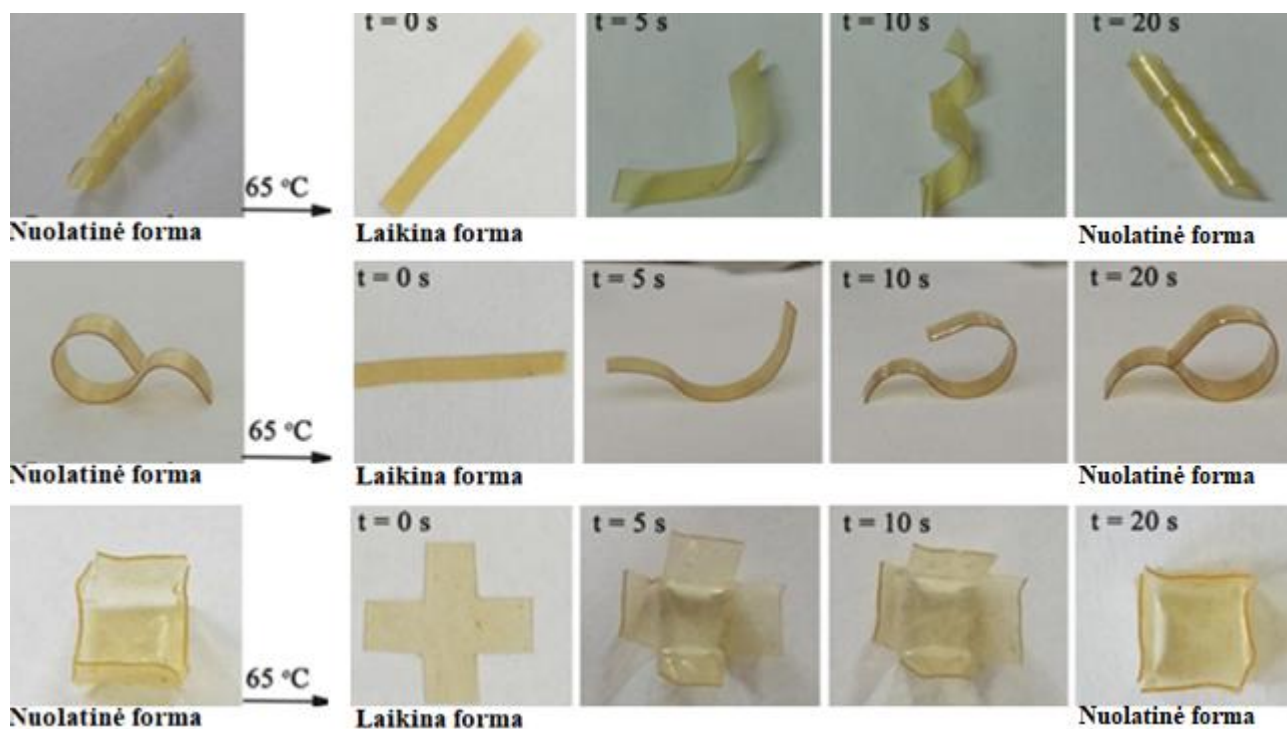 t = 0 s
t = 5 s
t = 10 s
t = 20 s
65 °C
Nuolatinė forma
Laikina forma
Nuolatinė forma
t = 0 s
t = 5 s
t = 10 s
t = 20 s
65 °C
Nuolatinė forma
Laikina forma
Nuolatinė forma
t = 0 s
t = 5 s
t = 10 s
t = 20 s
65 °C
Nuolatinė forma
Laikina forma
Nuolatinė forma